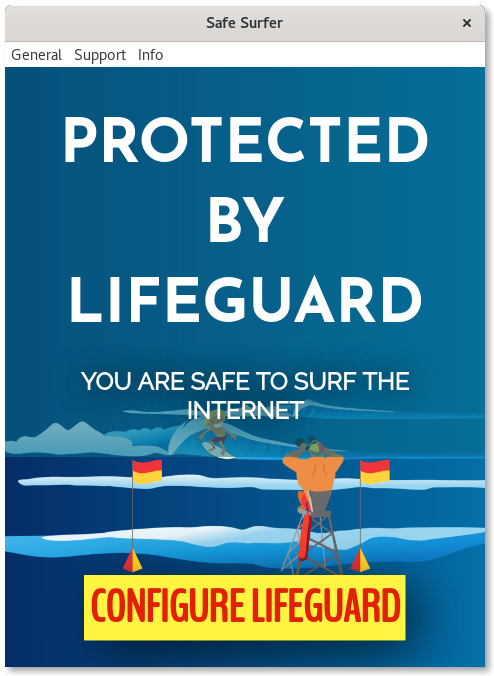 Safe Surfer ×
General Support Info
PROTECTED
BY
LIFEGUARD
YOU ARE SAFE TO SURF THE
INTERNET
CONFIGURE LIFEGUARD